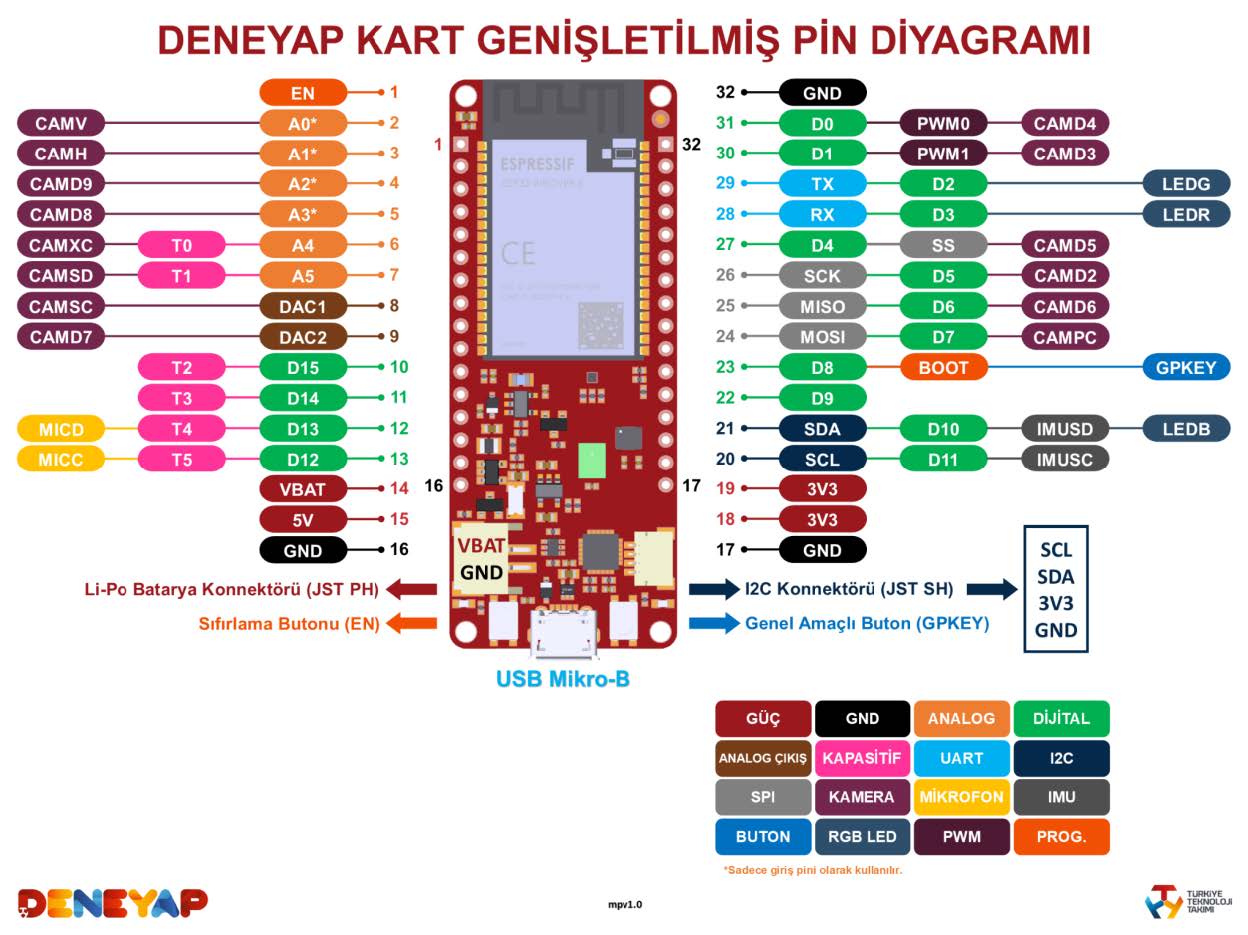 DENEYAP KART GENİŞLETİLMİŞ PİN DİYAGRAMI
EN 1
CAMV A0* 2
CAMH A1* 3
CAMD9 A2* 4
CAMD8 A3* 5
CAMXC T0 A4 6
CAMSD T1 A5 7
CAMSC DAC1 8
CAMD7 DAC2 9
T2 D15 10
T3 D14 11
MICD T4 D13 12
MICC T5 D12 13
VBAT 14
5V 15
GND 16
1 32
ESPRESSIF
CE
16 17
VBAT
GND
32 GND
31 D0 PWM0 CAMD4
30 D1 PWM1 CAMD3
29 TX D2 LEDG
28 RX D3 LEDR
27 D4 SS CAMD5
26 SCK D5 CAMD2
25 MISO D6 CAMD6
24 MOSI D7 CAMPC
23 D8 BOOT GPKEY
22 D9
21 SDA D10 IMUSD LEDB
20 SCL D11 IMUSC
19 3V3
18 3V3
17 GND
Li-Po Batarya Konnektörü (JST PH)
Sıfırlama Butonu (EN)
I2C Konnektörü (JST SH)
Genel Amaçlı Buton (GPKEY)
SCL
SDA
3V3
GND
USB Mikro-B
GÜÇ GND ANALOG DİJİTAL
ANALOG ÇIKIŞ KAPASİTİF UART I2C
SPI KAMERA MİKROFON IMU
BUTON RGB LED PWM PROG.
*Sadece giriş pini olarak kullanılır.
DENEYAP
mpv1.0
TÜRKİYE
TEKNOLOJİ
TAKIMI